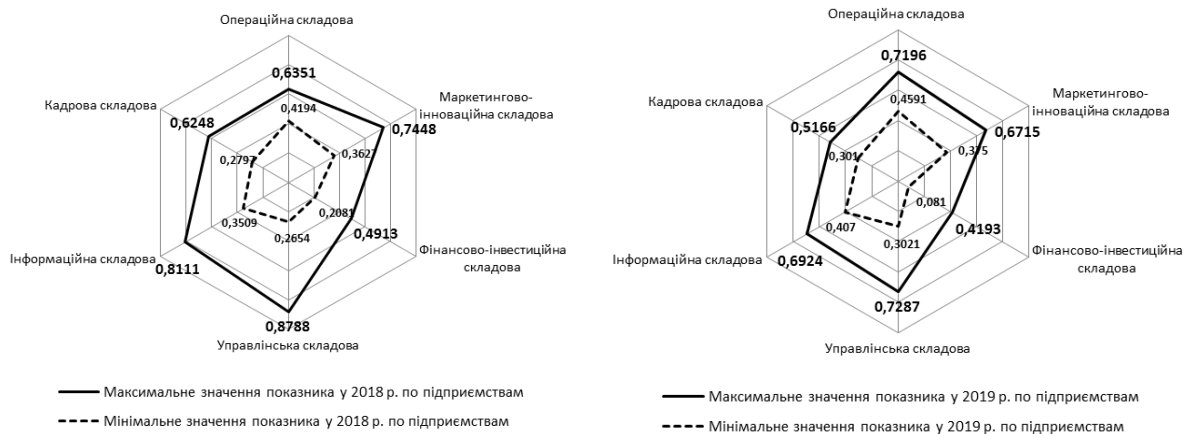 Операційна складова
0,6351
Маркетингово-
інноваційна складова
0,7448
Кадрова складова
0,6248
0,4194
0,3627
0,2797
0,2081
0,4913
0,3509
0,2654
Фінансово-інвестиційна
складова
Інформаційна складова
0,8111
0,8788
Управлінська складова
Максимальне значення показника у 2018 р. по підприємствам
Мінімальне значення показника у 2018 р. по підприємствам
Операційна складова
0,7196
Маркетингово-
інноваційна складова
0,6715
Кадрова складова
0,5166
0,4591
0,375
0,301
0,081
0,4193
0,407
0,3021
Фінансово-інвестиційна
складова
Інформаційна складова
0,6924
0,7287
Управлінська складова
Максимальне значення показника у 2019 р. по підприємствам
Мінімальне значення показника у 2019 р. по підприємствам